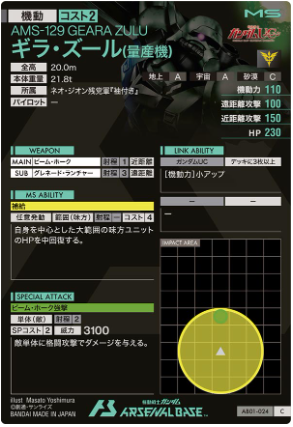 機動 コスト2 MS
AMS-129 GEARA ZULU
ギラ・ズール(量産機)
ガンダムUC
全高 20.0m
本体重量 21.8t
地上 A 宇宙 A 砂漠 C
所属 ネオ・ジオン残党軍『袖付き』
機動力 110
パイロット ―
遠距離攻撃 100
近距離攻撃 150
HP 230
WEAPON
MAIN ビーム・ホーク 射程 1 近距離
SUB グレネード・ランチャー 射程 3 遠距離
LINK ABILITY
ガンダムUC デッキに3枚以上
[機動力]小アップ
― ―
―
MS ABILITY
補給
任意発動 範囲(味方) 射程 ― コスト 4
自身を中心とした大範囲の味方ユニット
のHPを中回復する。
IMPACT AREA
SPECIAL ATTACK
ビーム・ホーク強撃
単体(敵) 射程 2
SPコスト 2 威力 3100
敵単体に格闘攻撃でダメージを与える。
illust Masato Yoshimura
©創通・サンライズ
BANDAI MADE IN JAPAN
機動戦士ガンダム
ARSENAL BASE
AB01-024 C